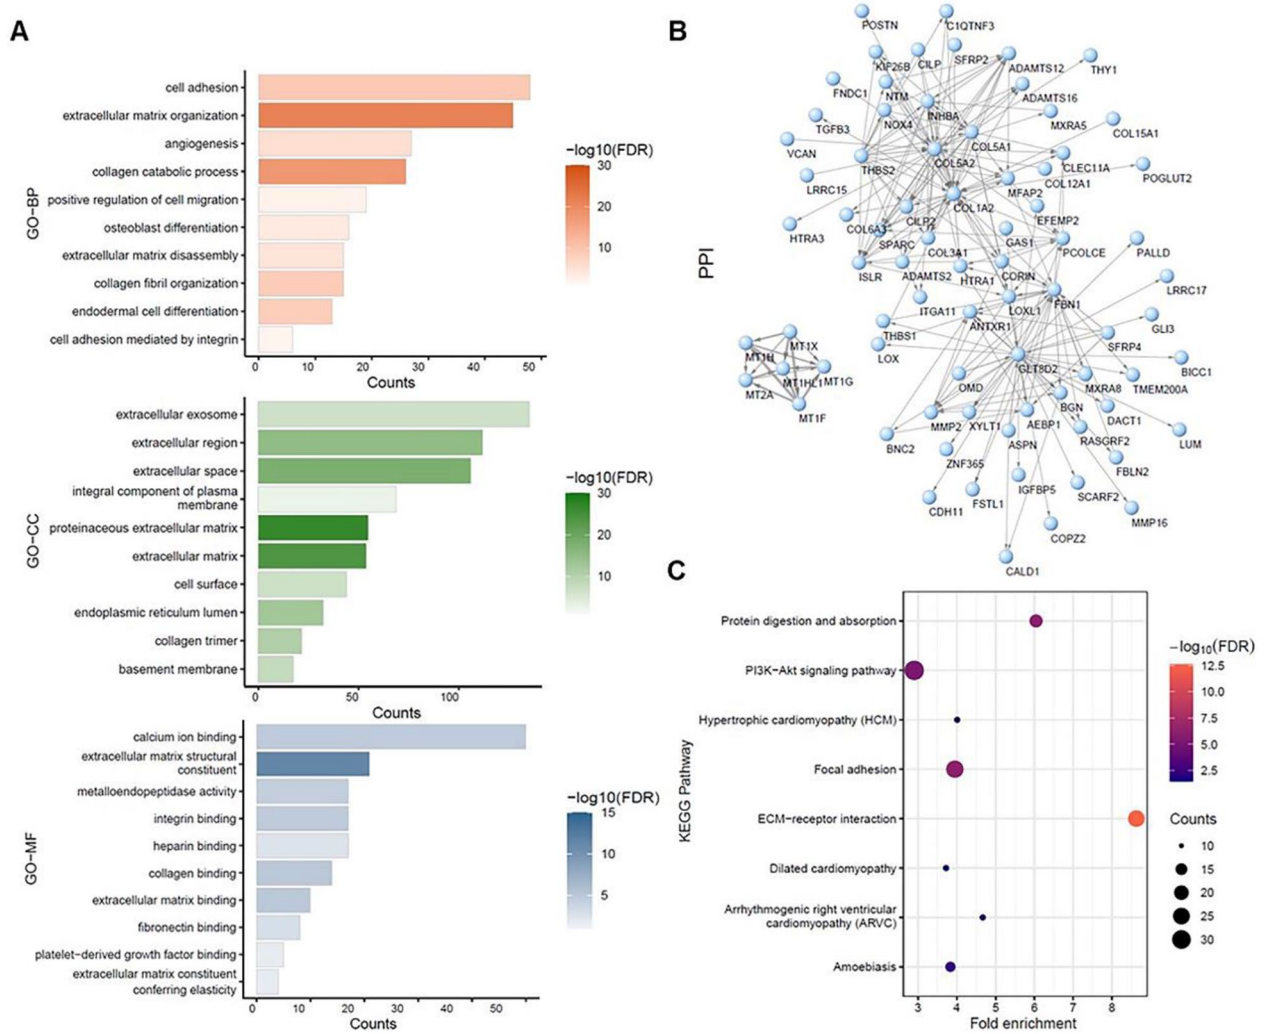 A
GO−BP
cell adhesion
extracellular matrix organization
angiogenesis
collagen catabolic process
positive regulation of cell migration
osteoblast differentiation
extracellular matrix disassembly
collagen fibril organization
endodermal cell differentiation
cell adhesion mediated by integrin
0 10 20 30 40 50
Counts
−log10(FDR)
30
20
10
GO−CC
extracellular exosome
extracellular region
extracellular space
integral component of plasma
membrane
proteinaceous extracellular matrix
extracellular matrix
cell surface
endoplasmic reticulum lumen
collagen trimer
basement membrane
0 50 100
Counts
−log10(FDR)
30
20
10
GO−MF
calcium ion binding
extracellular matrix structural
constituent
metalloendopeptidase activity
integrin binding
heparin binding
collagen binding
extracellular matrix binding
fibronectin binding
platelet−derived growth factor binding
extracellular matrix constituent
conferring elasticity
0 10 20 30 40 50
Counts
−log10(FDR)
15
10
5
B
PPI
POSTN
C1QTNF3
KIF26B
CILP
SFRP2
ADAMTS12
THY1
FNDC1
NTM
ADAMTS16
TGFB3
NOX4
INHBA
MXRA5
COL15A1
VCAN
THBS2
COL5A2
COL5A1
CLEC11A
COL12A1
POGLUT2
LRRC15
MFAP2
COL1A2
HTRA3
COL6A3
CILP2
EFEMP2
SPARC
COL3A1
GAS1
PCOLCE
PALLD
ISLR
ADAMTS2
HTRA1
CORIN
LRRC17
ITGA11
LOXL1
FBN1
GLI3
THBS1
ANTXR1
SFRP4
LOX
GLT8D2
BICC1
MT1X
MT1H
MT1HL1
MT1G
MT2A
MT1F
OMD
MXRA8
TMEM200A
BGN
DACT1
MMP2
XYLT1
AEBP1
RASGRF2
LUM
BNC2
ASPN
ZNF365
FBLN2
IGFBP5
SCARF2
CDH11
FSTL1
MMP16
COPZ2
CALD1
C
KEGG Pathway
Protein digestion and absorption
PI3K−Akt signaling pathway
Hypertrophic cardiomyopathy (HCM)
Focal adhesion
ECM−receptor interaction
Dilated cardiomyopathy
Arrhythmogenic right ventricular
cardiomyopathy (ARVC)
Amoebiasis
3 4 5 6 7 8
Fold enrichment
−log10(FDR)
12.5
10.0
7.5
5.0
2.5
Counts
10
15
20
25
30